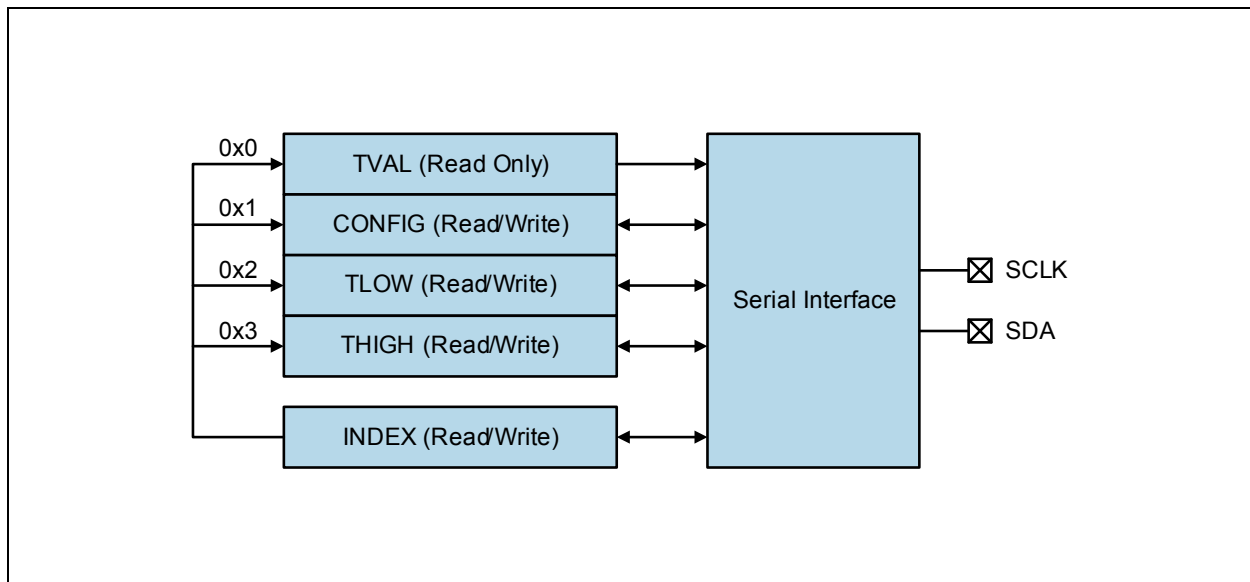 0x0
TVAL (Read Only)
0x1
CONFIG (Read/Write)
0x2
TLOW (Read/Write)
0x3
THIGH (Read/Write)
INDEX (Read/Write)
Serial Interface
SCLK
SDA